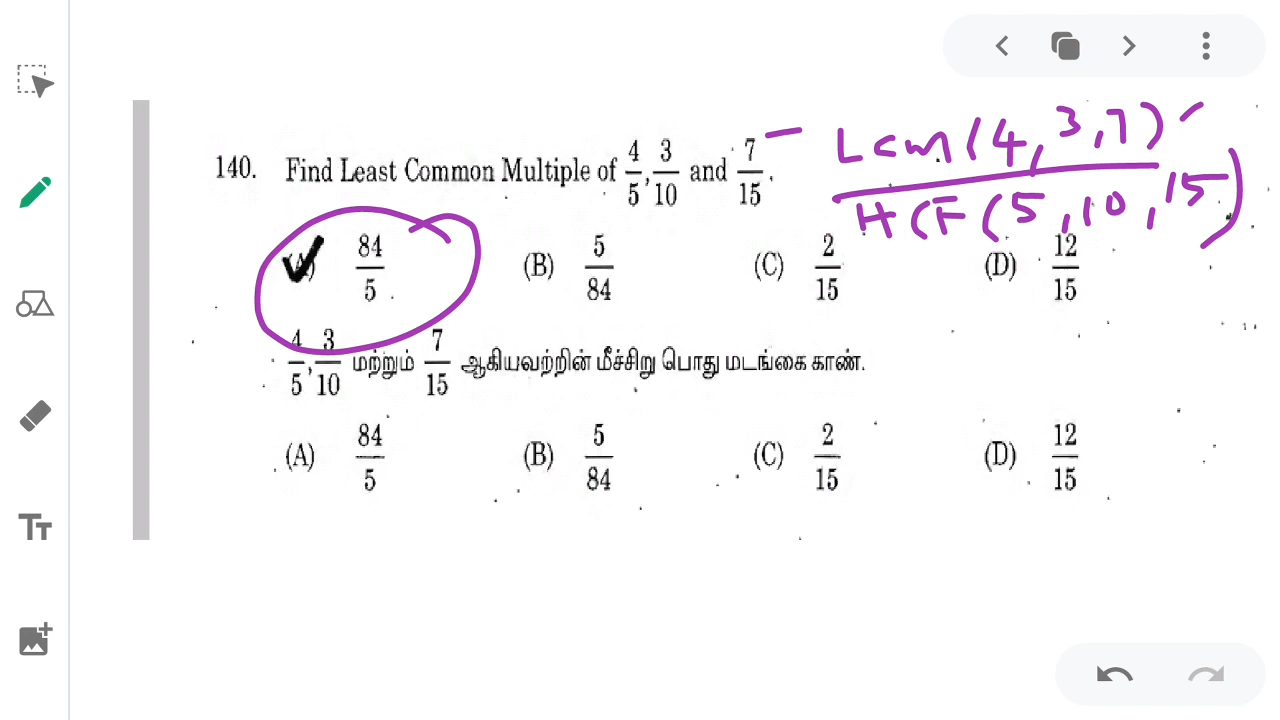 140. Find Least Common Multiple of 4/5, 3/10 and 7/15.
Lcm(4,3,7)
HCF(5,10,15)
(A) 84/5 (B) 5/84 (C) 2/15 (D) 12/15
4/5, 3/10 மற்றும் 7/15 ஆகியவற்றின் மீச்சிறு பொது மடங்கை காண்.
(A) 84/5 (B) 5/84 (C) 2/15 (D) 12/15
TT